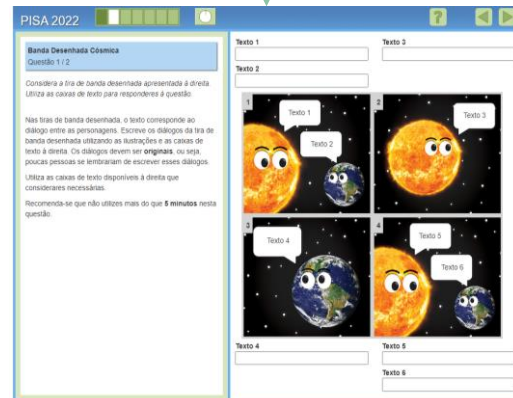 PISA 2022
?
Banda Desenhada Cósmica
Questão 1 / 2
Considera a tira de banda desenhada apresentada à direita.
Utiliza as caixas de texto para responderes à questão.
Nas tiras de banda desenhada, o texto corresponde ao
diálogo entre as personagens. Escreve os diálogos da tira de
banda desenhada utilizando as ilustrações e as caixas de
texto à direita. Os diálogos devem ser originais, ou seja,
poucas pessoas se lembrariam de escrever esses diálogos.
Utiliza as caixas de texto disponíveis à direita que
considerares necessárias.
Recomenda-se que não utilizes mais do que 5 minutos nesta
questão.
Texto 1
Texto 3
Texto 2
1
Texto 1
Texto 2
2
Texto 3
3
Texto 4
4
Texto 5
Texto 6
Texto 4
Texto 5
Texto 6